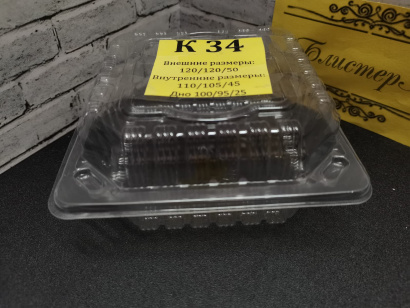 К 34
Внешние размеры:
120/120/50
Внутренние размеры:
110/105/45
Дно 100/95/25
Блистер